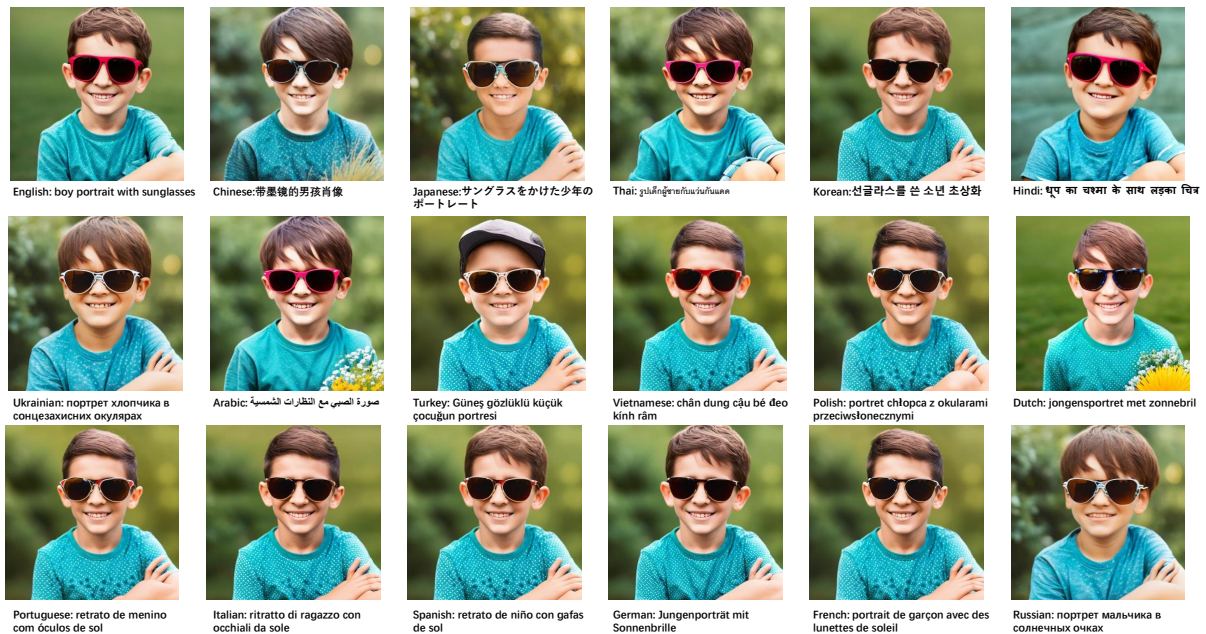 English: boy portrait with sunglasses
Chinese:带墨镜的男孩肖像
Japanese:サングラスをかけた少年の
ポートレート
Thai: รูปเด็กผู้ชายกับแว่นกันแดด
Korean:선글라스를 쓴 소년 초상화
Hindi: धूप का चश्मा के साथ लड़का चित्र
Ukrainian: портрет хлопчика в
сонцезахисних окулярах
Arabic: صورة الصبي مع النظارات الشمسية
Turkey: Güneş gözlüklü küçük
çocuğun portresi
Vietnamese: chân dung cậu bé đeo
kính râm
Polish: portret chłopca z okularami
przeciwsłonecznymi
Dutch: jongensportret met zonnebril
Portuguese: retrato de menino
com óculos de sol
Italian: ritratto di ragazzo con
occhiali da sole
Spanish: retrato de niño con gafas
de sol
German: Jungenporträt mit
Sonnenbrille
French: portrait de garçon avec des
lunettes de soleil
Russian: портрет мальчика в
солнечных очках